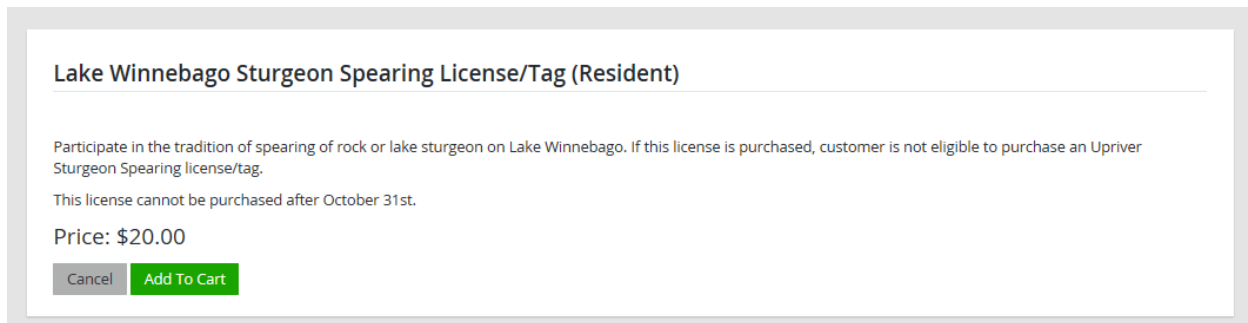 Lake Winnebago Sturgeon Spearing License/Tag (Resident)
Participate in the tradition of spearing of rock or lake sturgeon on Lake Winnebago. If this license is purchased, customer is not eligible to purchase an Upriver
Sturgeon Spearing license/tag.
This license cannot be purchased after October 31st.
Price: $20.00
Cancel Add To Cart